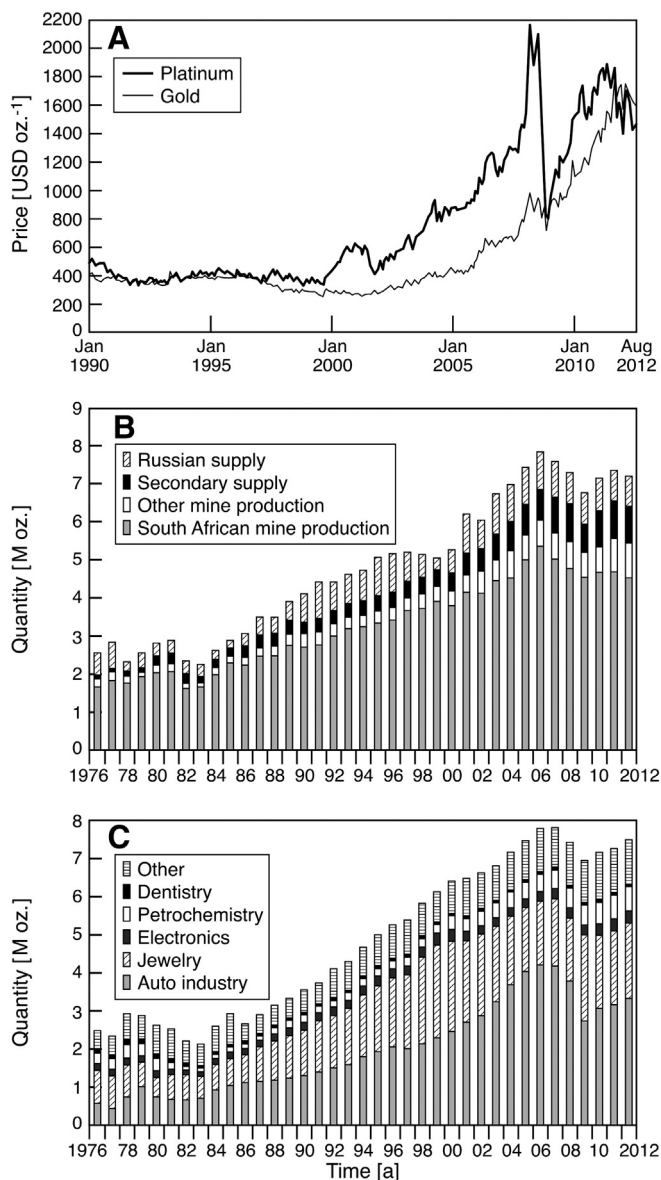 A
2200
2000
1800
1600
1400
1200
1000
800
600
400
200
0
Price [USD oz.-1]
Platinum
Gold
Jan 1990
Jan 1995
Jan 2000
Jan 2005
Jan 2010
Aug 2012
B
9
8
7
6
5
4
3
2
1
0
Quantity [M oz.]
Russian supply
Secondary supply
Other mine production
South African mine production
1976 78 80 82 84 86 88 90 92 94 96 98 00 02 04 06 08 10 2012
C
8
7
6
5
4
3
2
1
0
Quantity [M oz.]
Other
Dentistry
Petrochemistry
Electronics
Jewelry
Auto industry
1976 78 80 82 84 86 88 90 92 94 96 98 00 02 04 06 08 10 2012
Time [a]